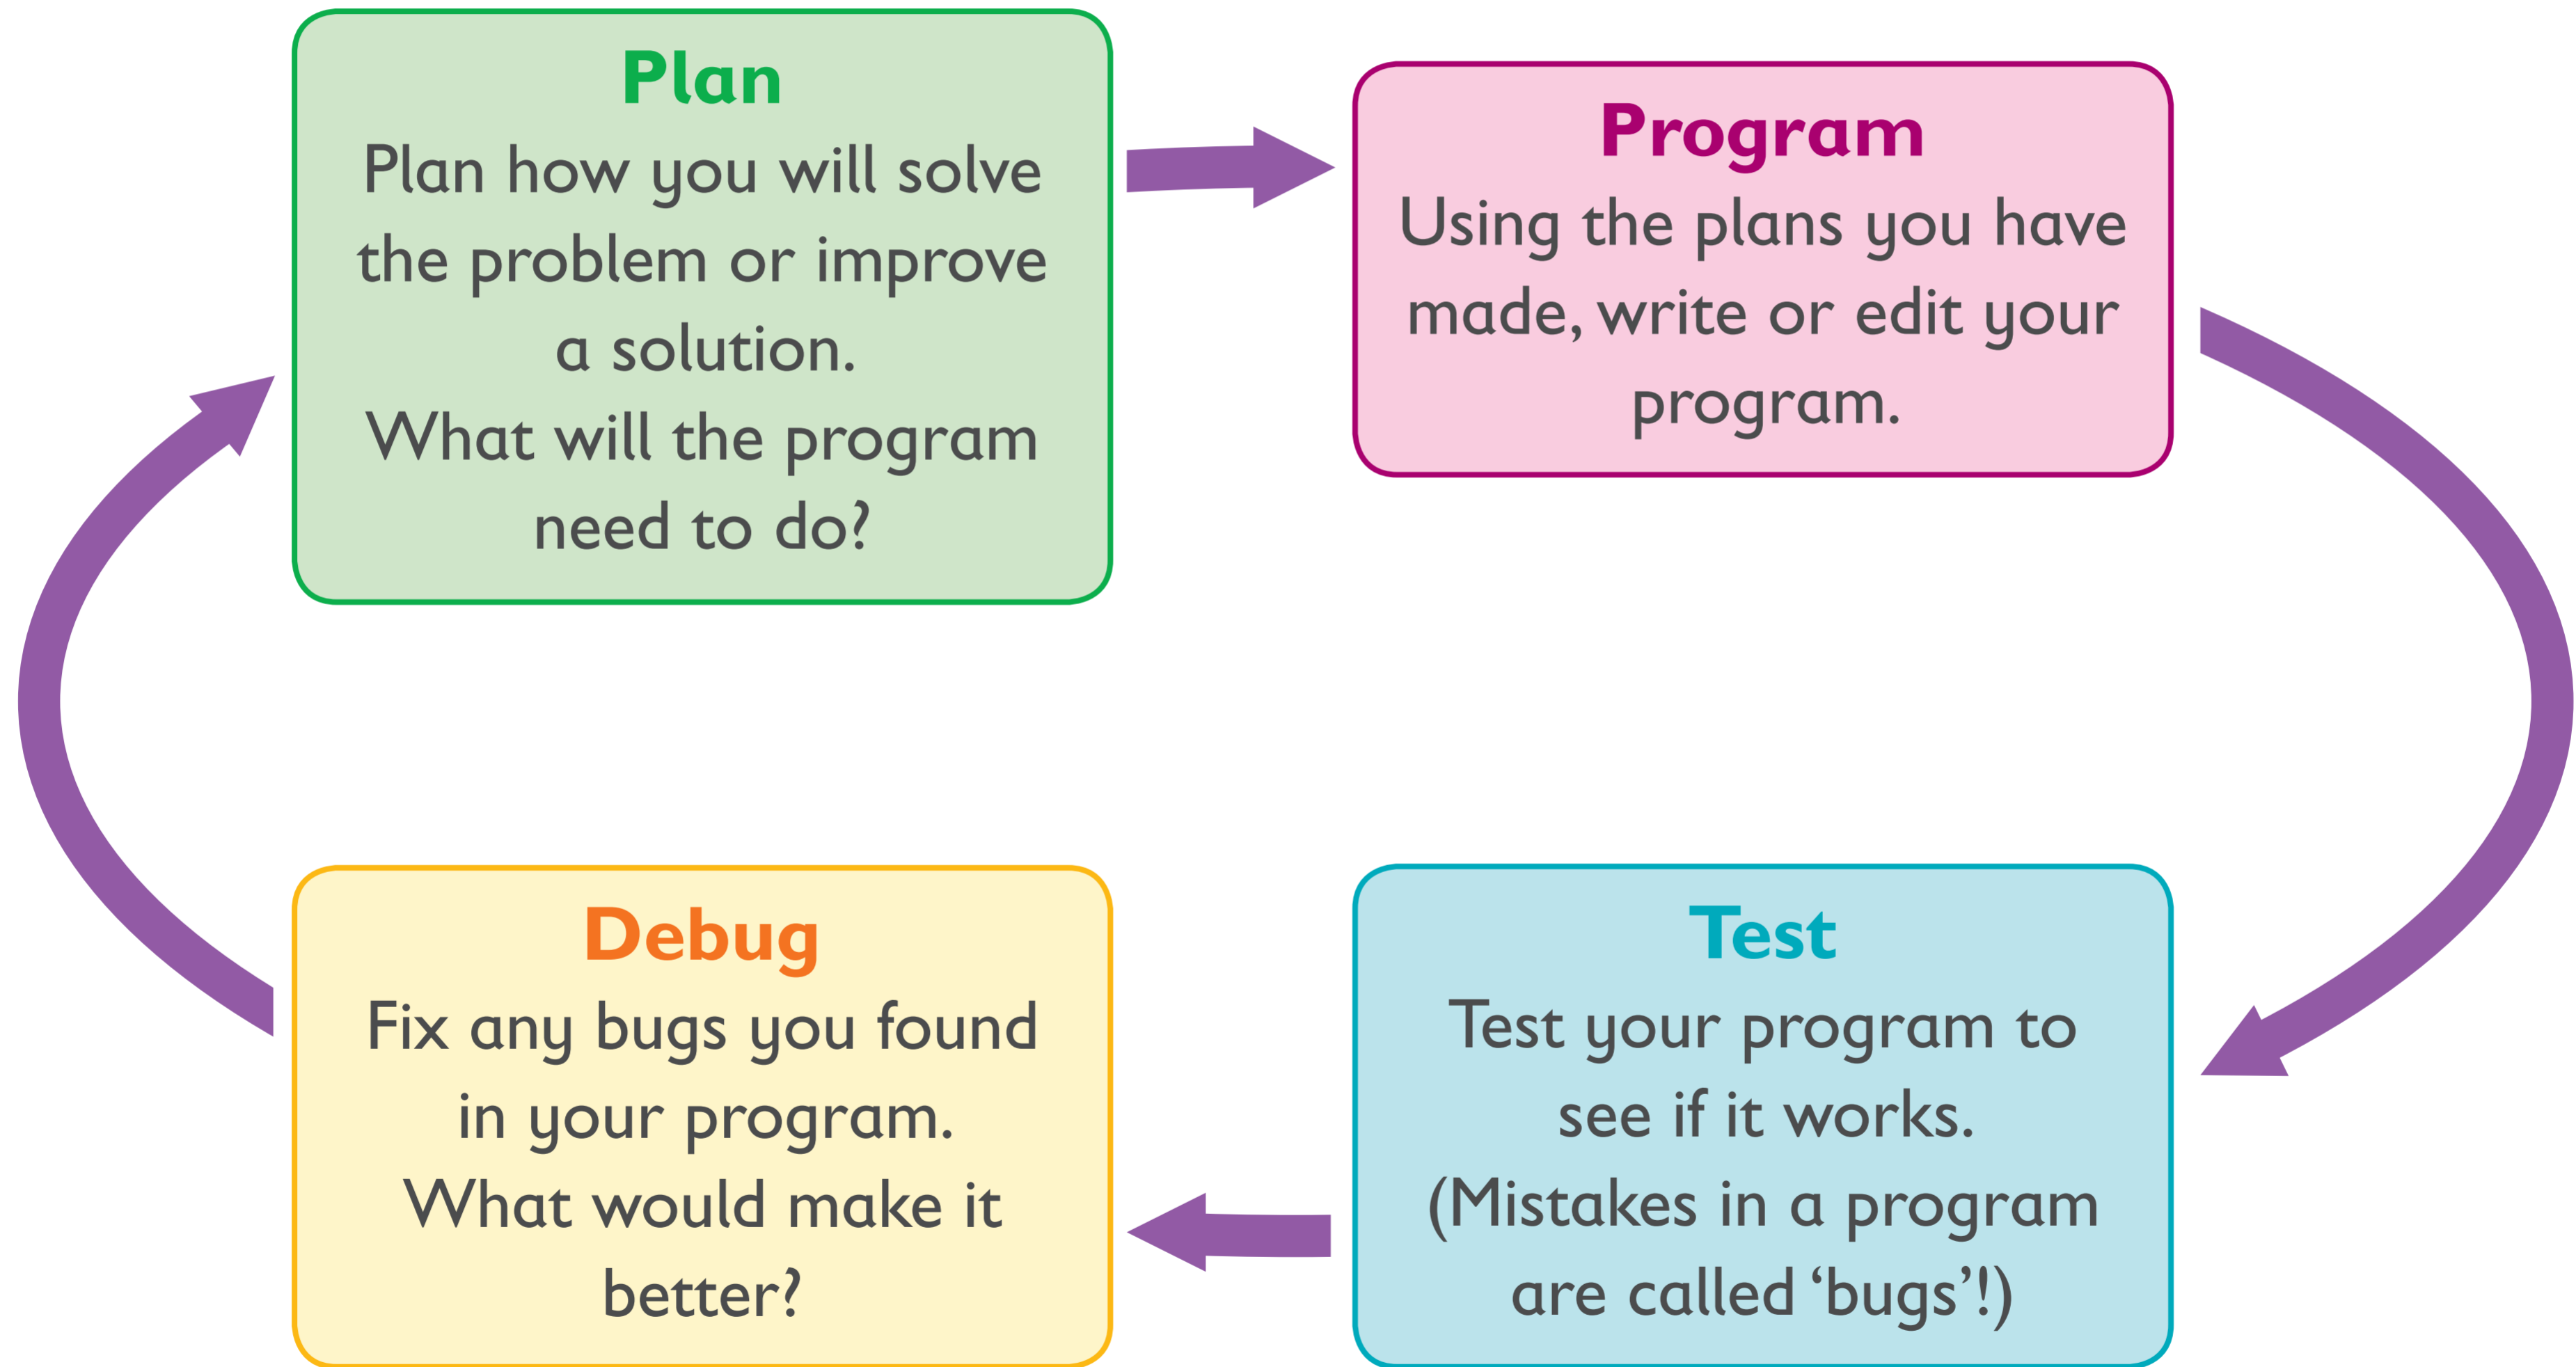 Plan
Plan how you will solve
the problem or improve
a solution.
What will the program
need to do?
Program
Using the plans you have
made, write or edit your
program.
Test
Test your program to
see if it works.
(Mistakes in a program
are called ‘bugs’!)
Debug
Fix any bugs you found
in your program.
What would make it
better?